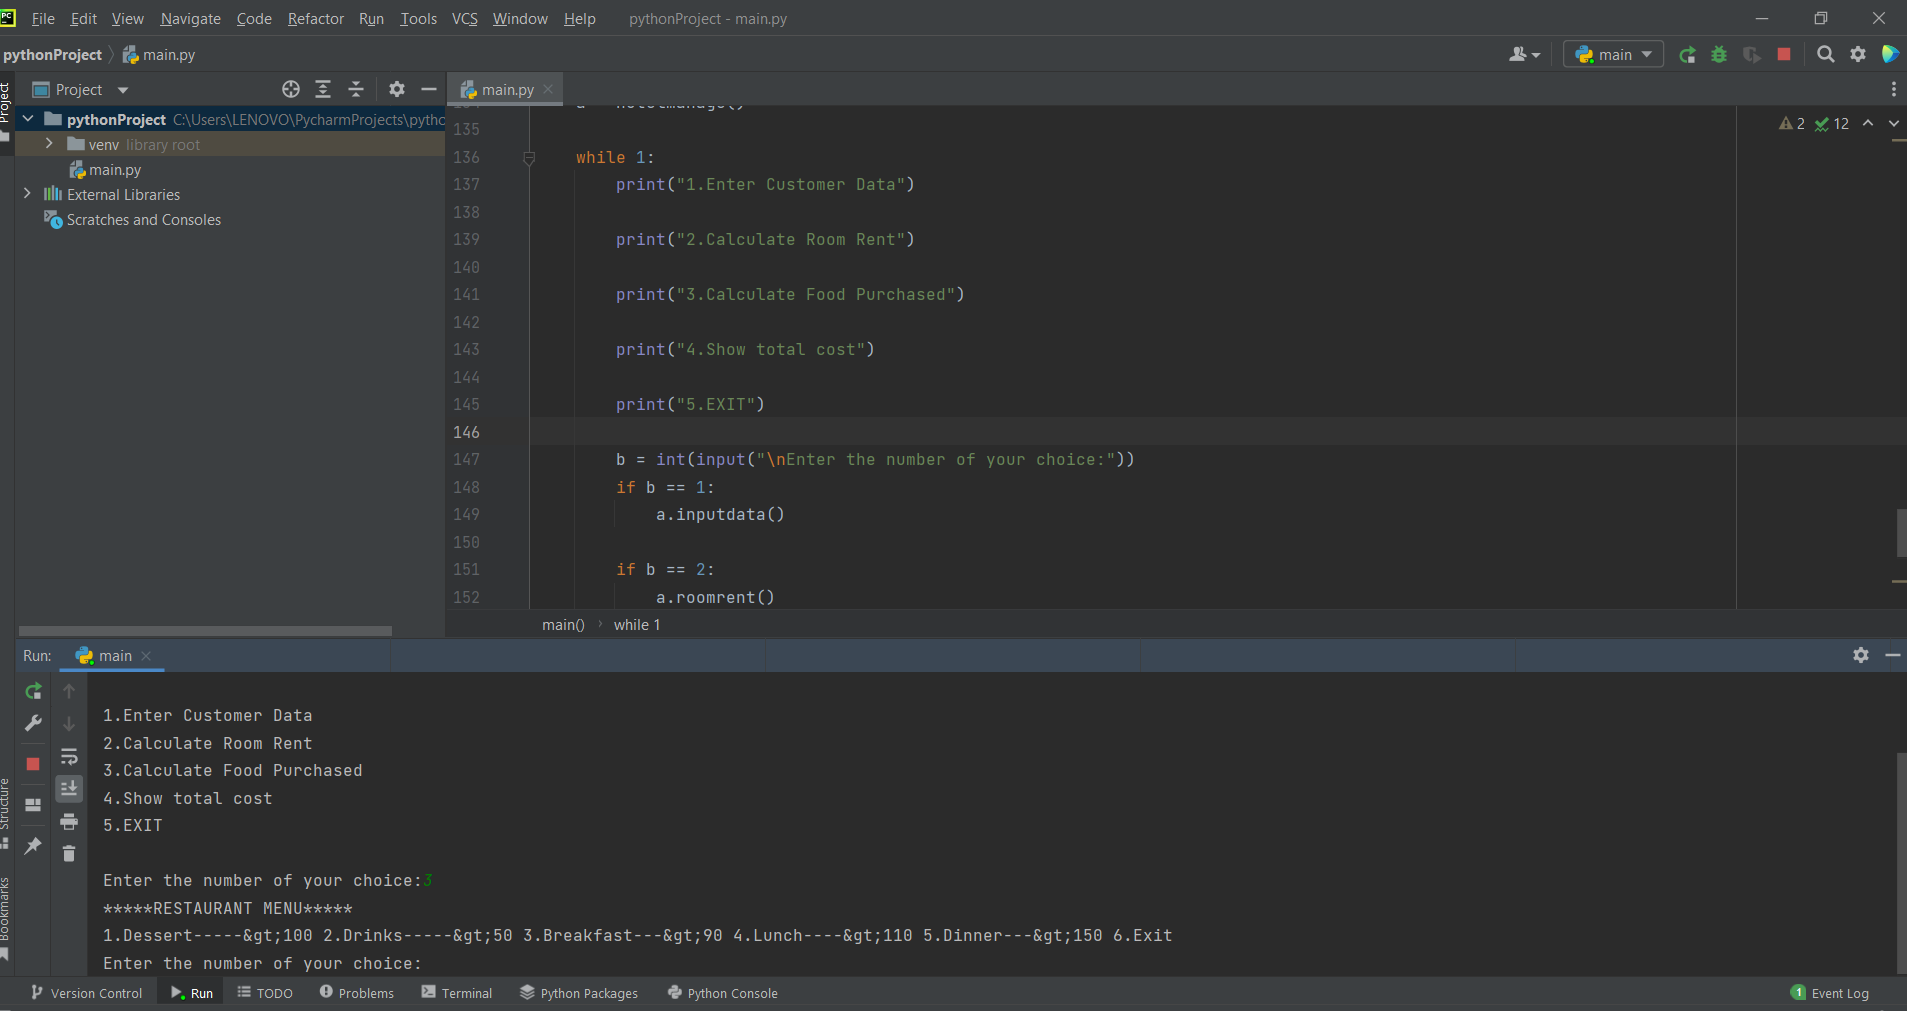 PC File Edit View Navigate Code Refactor Run Tools VCS Window Help pythonProject - main.py
pythonProject main.py main
Project Project main.py
pythonProject C:\Users\LENOVO\PycharmProjects\pytho
venv library root
main.py
External Libraries
Scratches and Consoles
2 12
135
136 while 1:
137 print("1.Enter Customer Data")
138
139 print("2.Calculate Room Rent")
140
141 print("3.Calculate Food Purchased")
142
143 print("4.Show total cost")
144
145 print("5.EXIT")
146
147 b = int(input("\nEnter the number of your choice:"))
148 if b == 1:
149 a.inputdata()
150
151 if b == 2:
152 a.roomrent()
main() while 1
Run: main
1.Enter Customer Data
2.Calculate Room Rent
3.Calculate Food Purchased
4.Show total cost
5.EXIT
Enter the number of your choice:3
*****RESTAURANT MENU*****
1.Dessert-----&gt;100 2.Drinks-----&gt;50 3.Breakfast---&gt;90 4.Lunch----&gt;110 5.Dinner---&gt;150 6.Exit
Enter the number of your choice:
Structure
Bookmarks
Version Control Run TODO Problems Terminal Python Packages Python Console 1 Event Log